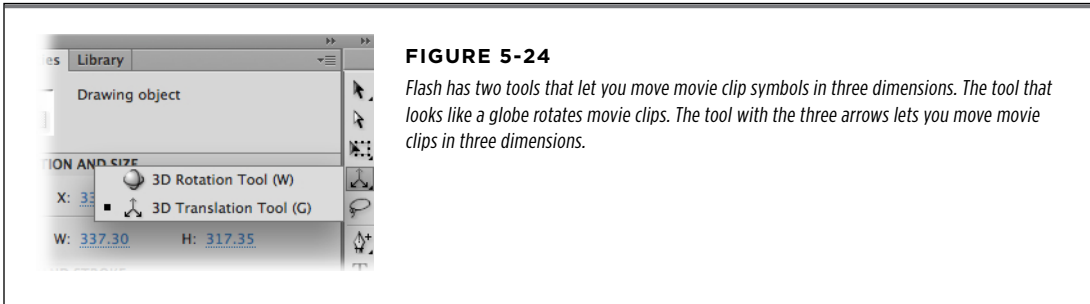 es Library
Drawing object
ION AND SIZE
3D Rotation Tool (W)
X: 33
3D Translation Tool (G)
W: 337.30 H: 317.35
FIGURE 5-24
Flash has two tools that let you move movie clip symbols in three dimensions. The tool that
looks like a globe rotates movie clips. The tool with the three arrows lets you move movie
clips in three dimensions.